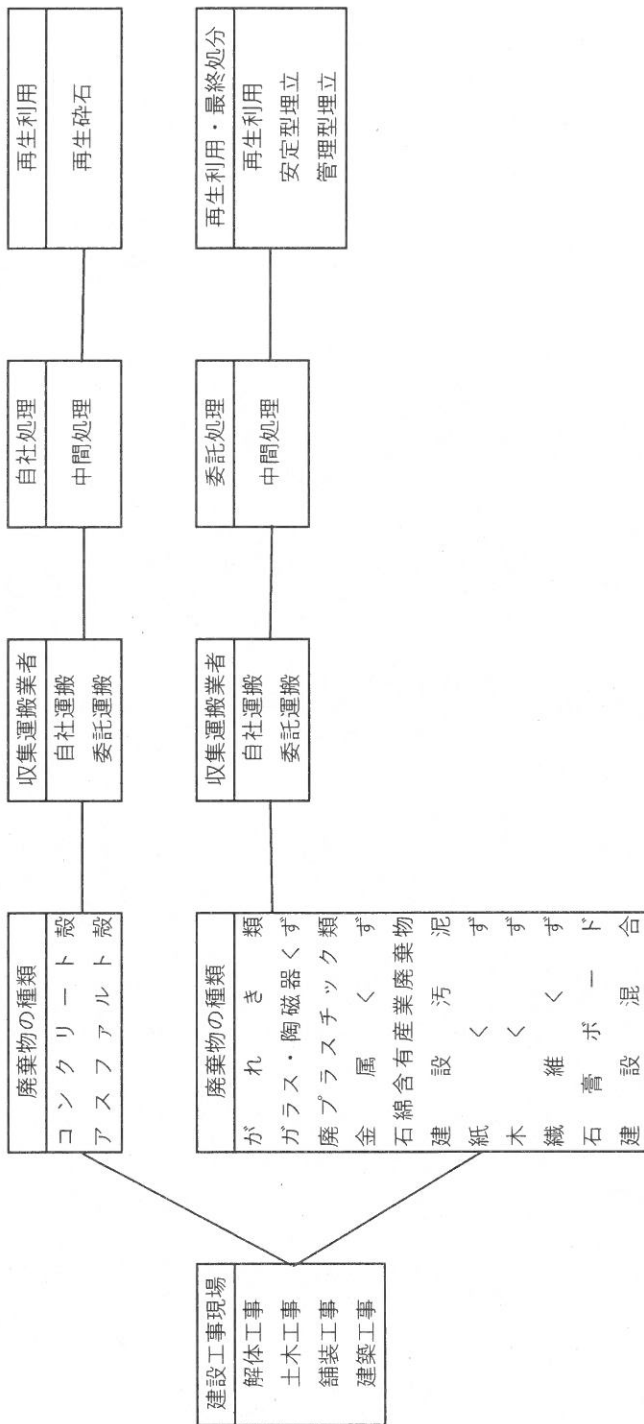 建設工事現場
解体工事
土木工事
舗装工事
建築工事
廃棄物の種類
コンクリート殻
アスファルト殻
収集運搬業者
自社運搬
委託運搬
自社処理
中間処理
再生利用
再生砕石
廃棄物の種類
がれき類
ガラス・陶磁器くず
廃プラスチック類
金属くず
石綿含有産業廃棄物
建設汚泥
紙くず
木くず
繊維くず
石膏ボード
建設混合
収集運搬業者
自社運搬
委託運搬
委託処理
中間処理
再生利用・最終処分
再生利用
安定型埋立
管理型埋立